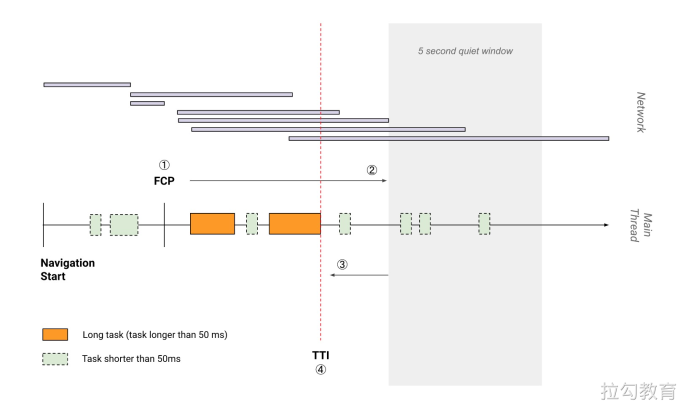 5 second quiet window
Network
①
FCP
②
Main
Thread
Navigation
Start
③
Long task (task longer than 50 ms)
Task shorter than 50ms
TTI
④
拉勾教育